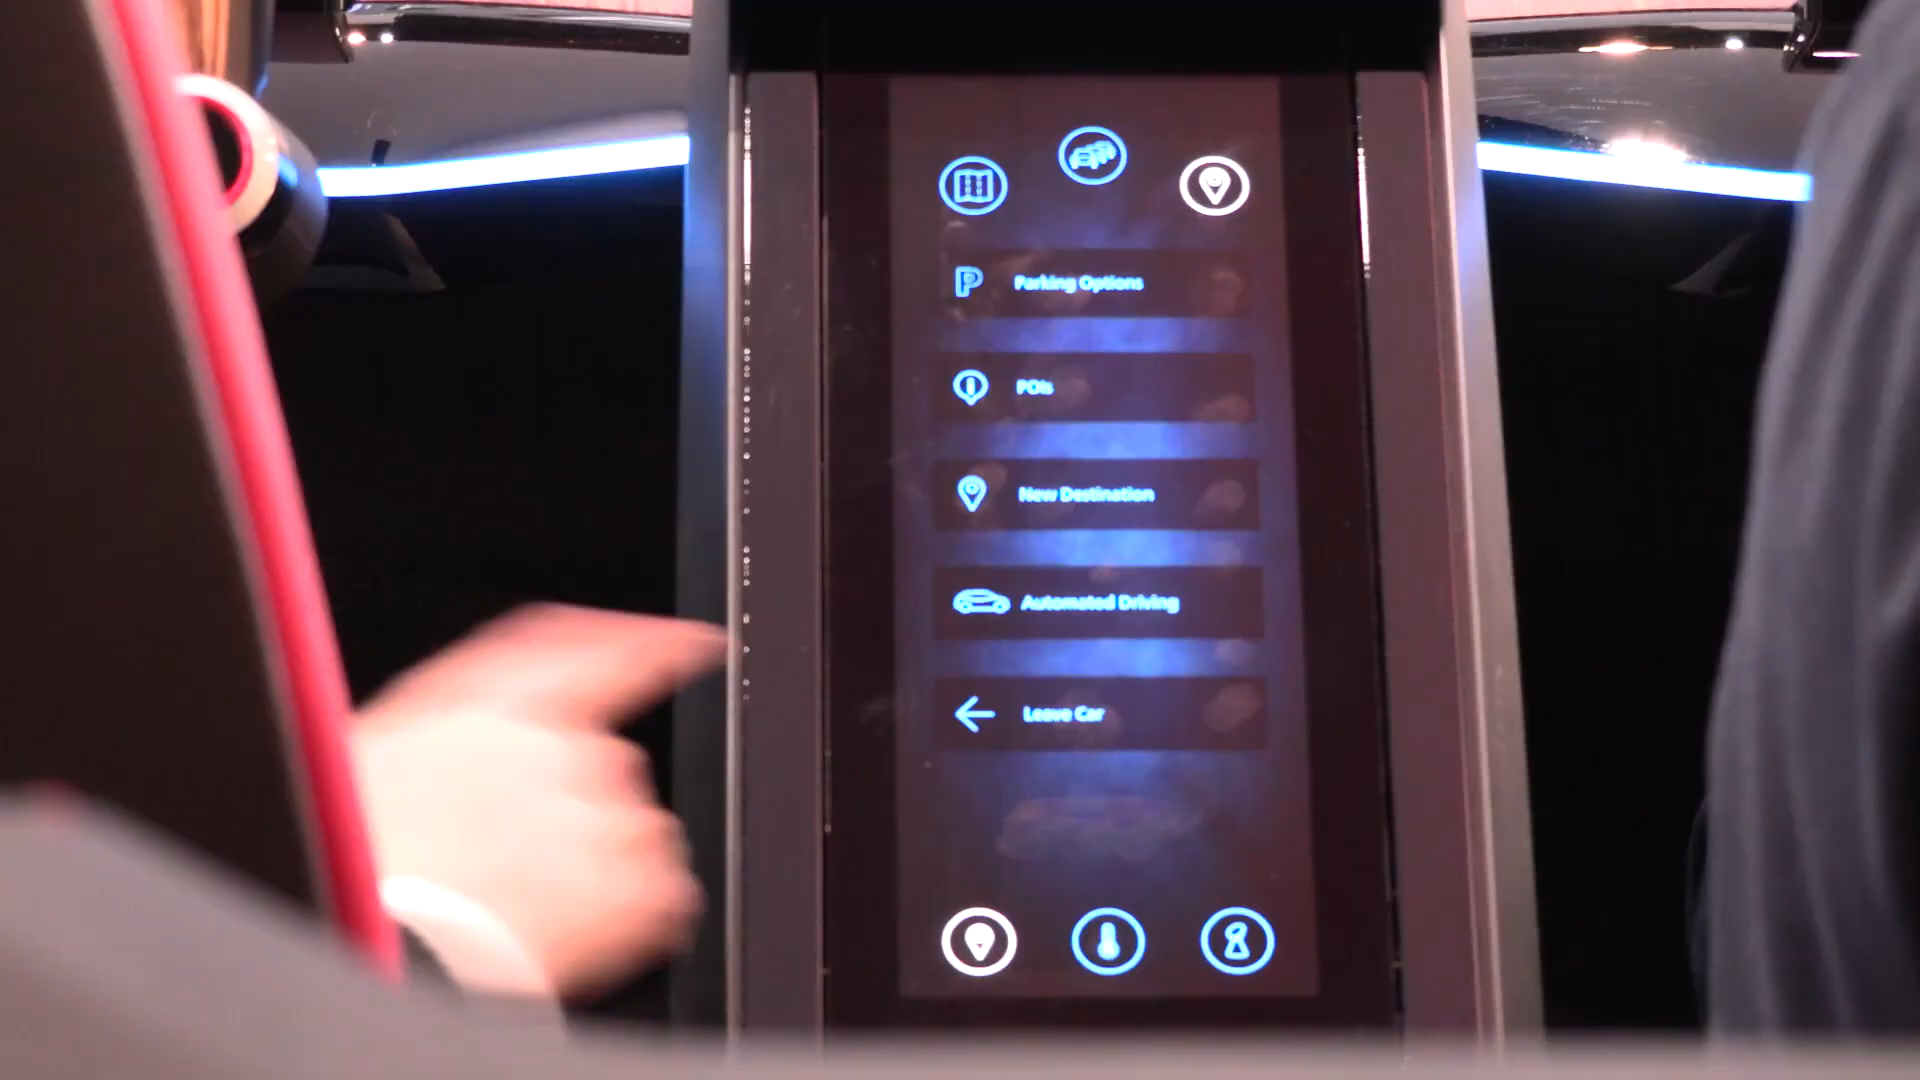 Parking Options
POIs
New Destination
Automated Driving
Leave Car